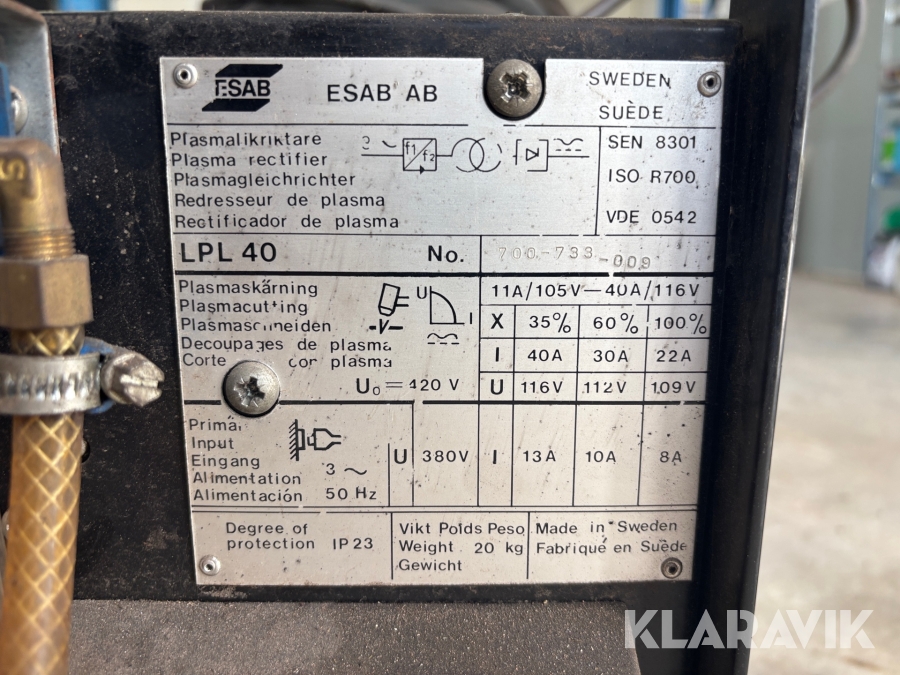 ESAB
ESAB AB
SWEDEN
SUÈDE
Plasmalikriktare
Plasma rectifier
Plasmagleichrichter
Redresseur de plasma
Rectificador de plasma
3 ~ f1 f2
SEN 8301
ISO R700
VDE 0542
LPL 40 No. 700-733-009
Plasmaskärning
Plasmacutting
Plasmaschneiden
Decoupages de plasma
Corte con plasma
-V-
U I
U0 = 420 V
11A/105V – 40A/116V
X 35% 60% 100%
I 40A 30A 22A
U 116V 112V 109V
Primär
Input
Eingang
Alimentation
Alimentación
3 ~
50 Hz
U 380V I 13A 10A 8A
Degree of
protection IP23
Vikt Poids Peso
Weight 20 kg
Gewicht
Made in Sweden
Fabriqué en Suède
S
KLARAVIK